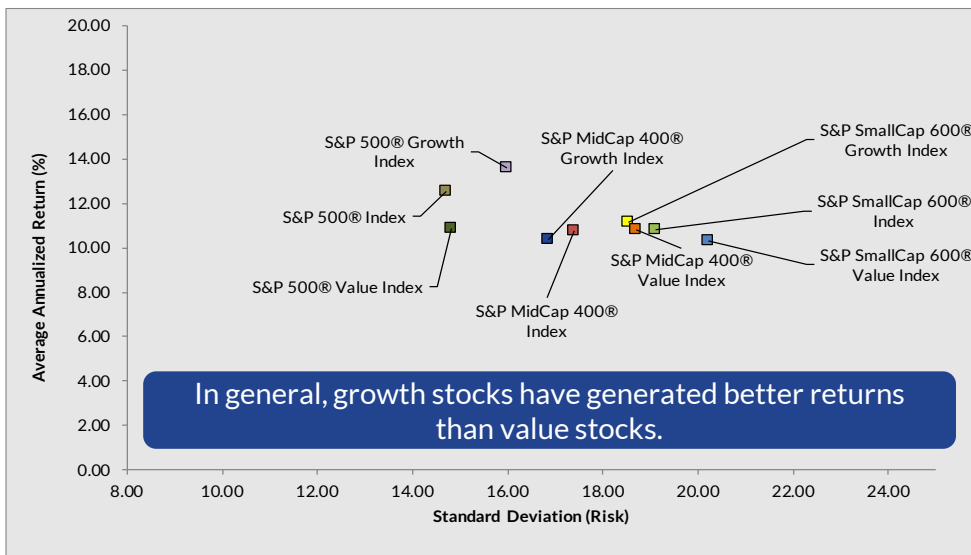 20.00
18.00
16.00
14.00
12.00
10.00
8.00
6.00
4.00
2.00
0.00
Average Annualized Return (%)
S&P 500® Growth
Index
S&P MidCap 400®
Growth Index
S&P SmallCap 600®
Growth Index
S&P 500® Index
S&P SmallCap 600®
Index
S&P 500® Value Index
S&P MidCap 400®
Value Index
S&P SmallCap 600®
Value Index
S&P MidCap 400®
Index
In general, growth stocks have generated better returns
than value stocks.
8.00 10.00 12.00 14.00 16.00 18.00 20.00 22.00 24.00
Standard Deviation (Risk)